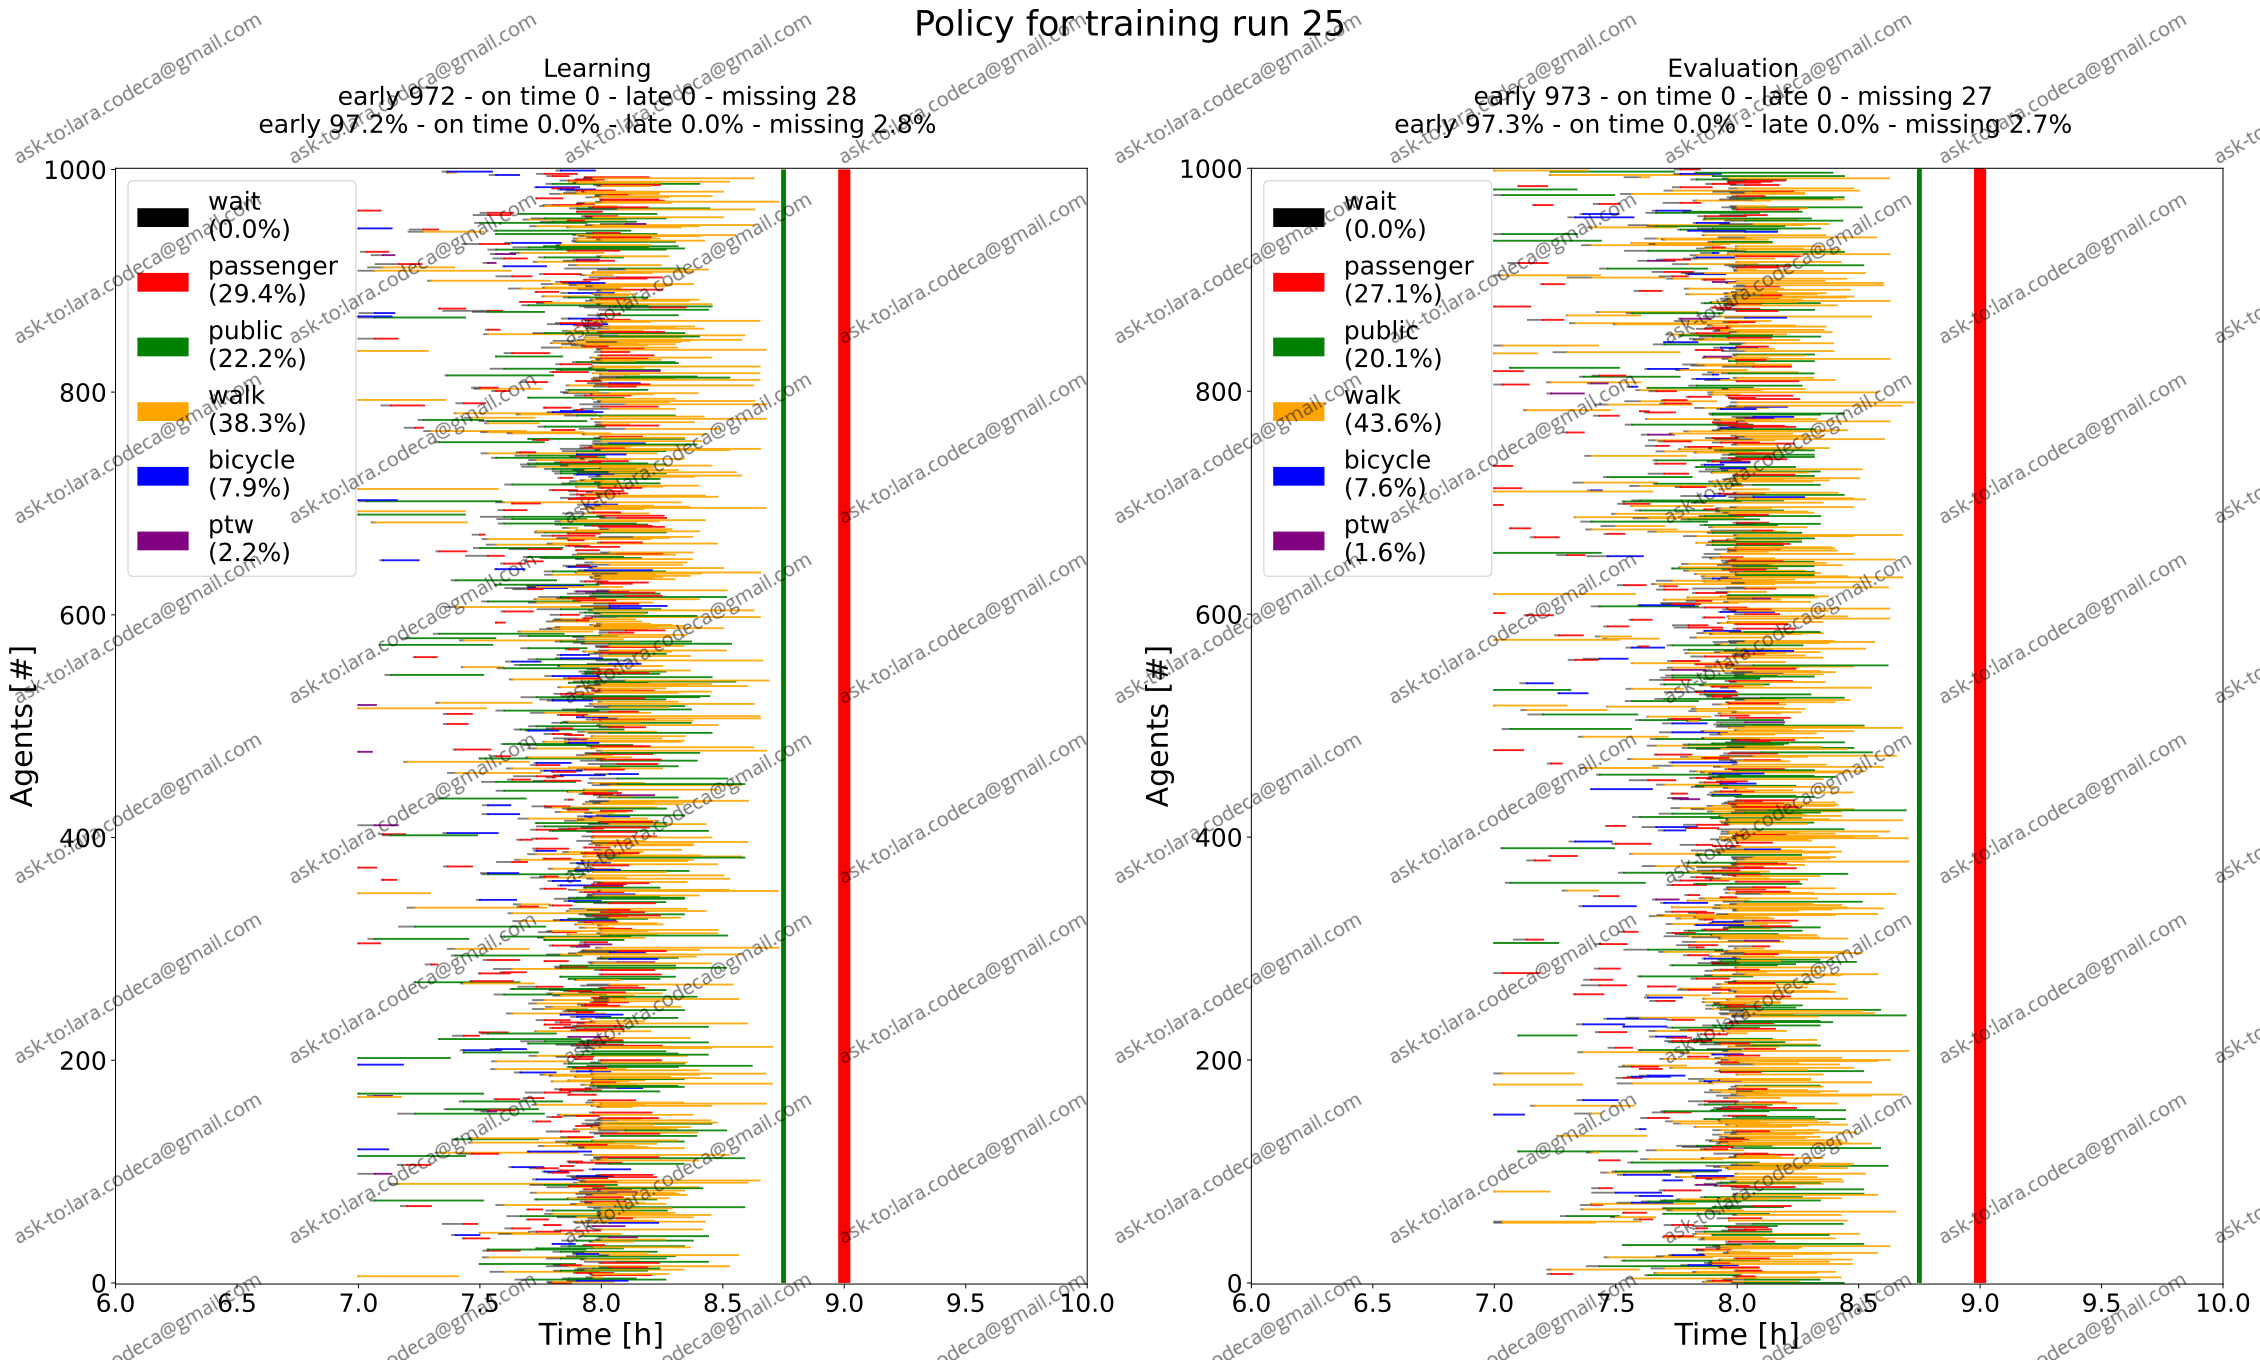 Policy for training run 25
Learning
early 972 - on time 0 - late 0 - missing 28
early 97.2% - on time 0.0% - late 0.0% - missing 2.8%
1000
800
600
400
200
0
Agents [#]
wait
(0.0%)
passenger
(29.4%)
public
(22.2%)
walk
(38.3%)
bicycle
(7.9%)
ptw
(2.2%)
6.0 6.5 7.0 7.5 8.0 8.5 9.0 9.5 10.0
Time [h]
Evaluation
early 973 - on time 0 - late 0 - missing 27
early 97.3% - on time 0.0% - late 0.0% - missing 2.7%
1000
800
600
400
200
0
Agents [#]
wait
(0.0%)
passenger
(27.1%)
public
(20.1%)
walk
(43.6%)
bicycle
(7.6%)
ptw
(1.6%)
6.0 6.5 7.0 7.5 8.0 8.5 9.0 9.5 10.0
Time [h]
ask-to:lara.codeca@gmail.com